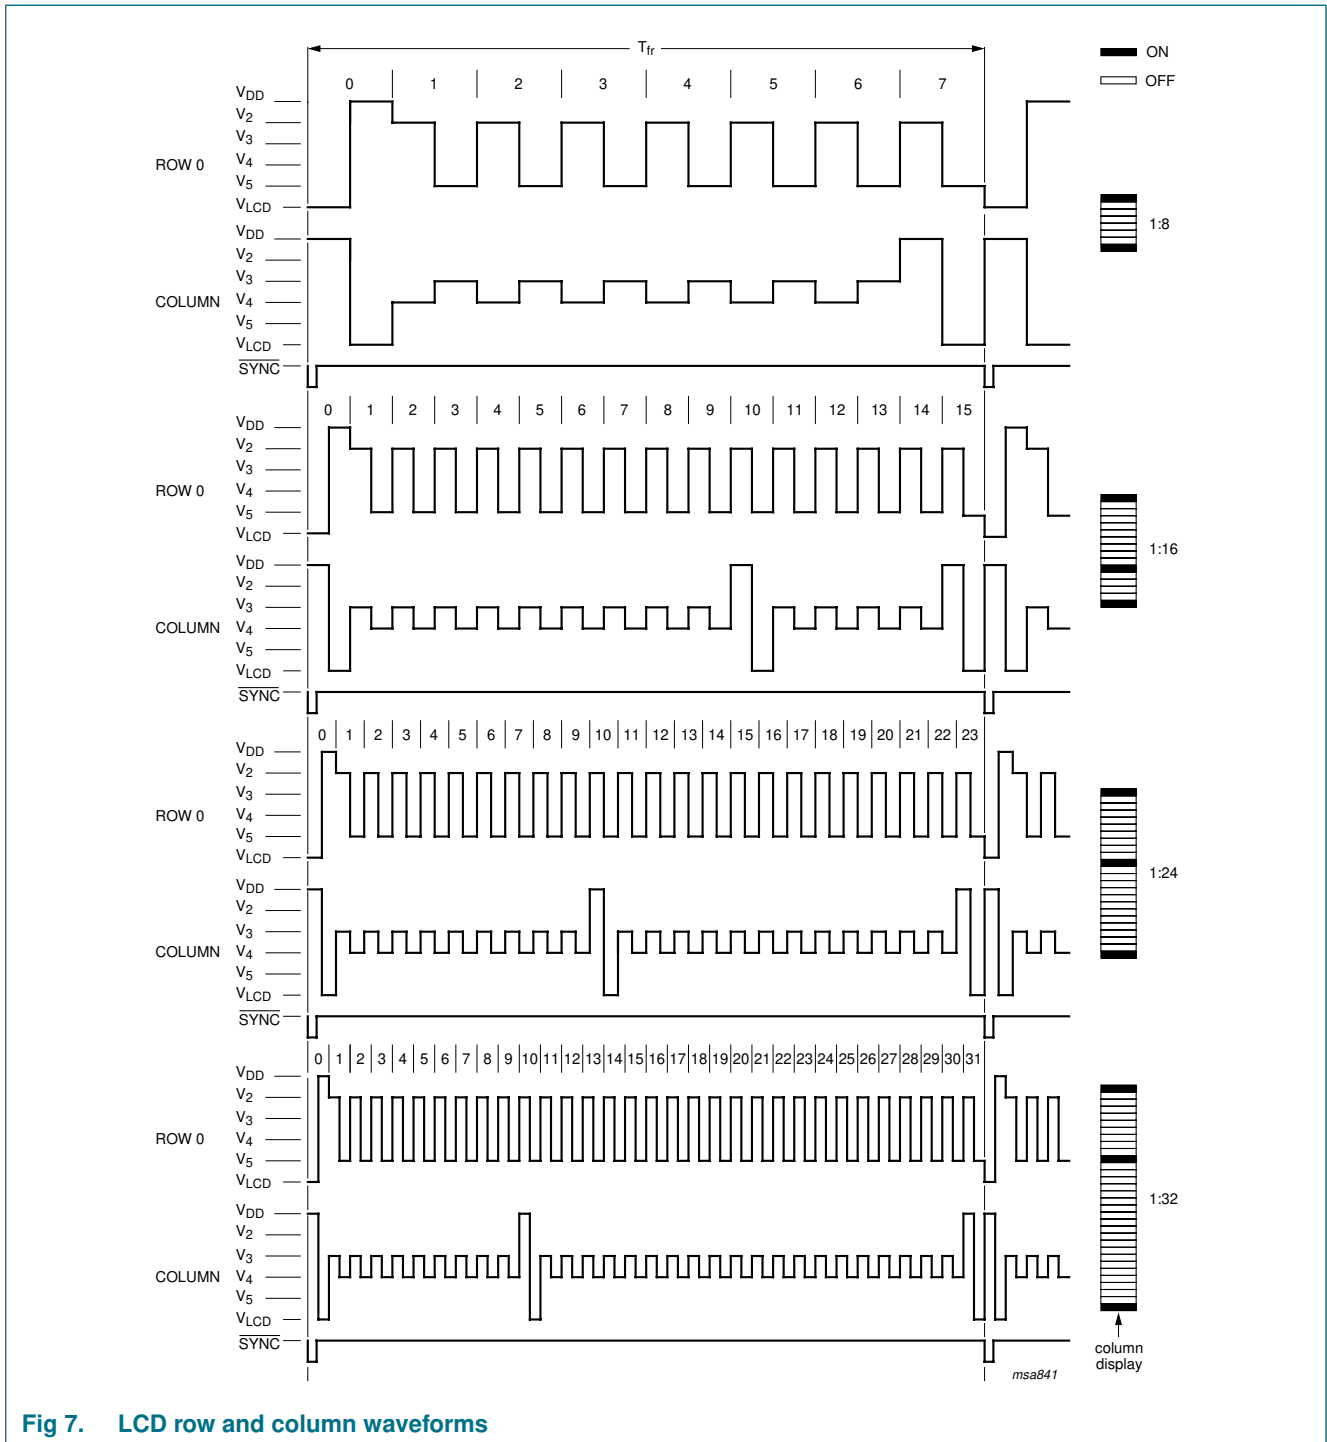 Tfr
ON
OFF
0 1 2 3 4 5 6 7
VDD
V2
V3
ROW 0 V4
V5
VLCD
1:8
VDD
V2
V3
COLUMN V4
V5
VLCD
SYNC
0 1 2 3 4 5 6 7 8 9 10 11 12 13 14 15
VDD
V2
V3
ROW 0 V4
V5
VLCD
1:16
VDD
V2
V3
COLUMN V4
V5
VLCD
SYNC
0 1 2 3 4 5 6 7 8 9 10 11 12 13 14 15 16 17 18 19 20 21 22 23
VDD
V2
V3
ROW 0 V4
V5
VLCD
1:24
VDD
V2
V3
COLUMN V4
V5
VLCD
SYNC
0 1 2 3 4 5 6 7 8 9 10 11 12 13 14 15 16 17 18 19 20 21 22 23 24 25 26 27 28 29 30 31
VDD
V2
V3
ROW 0 V4
V5
VLCD
1:32
VDD
V2
V3
COLUMN V4
V5
VLCD
SYNC
column
display
msa841
Fig 7. LCD row and column waveforms